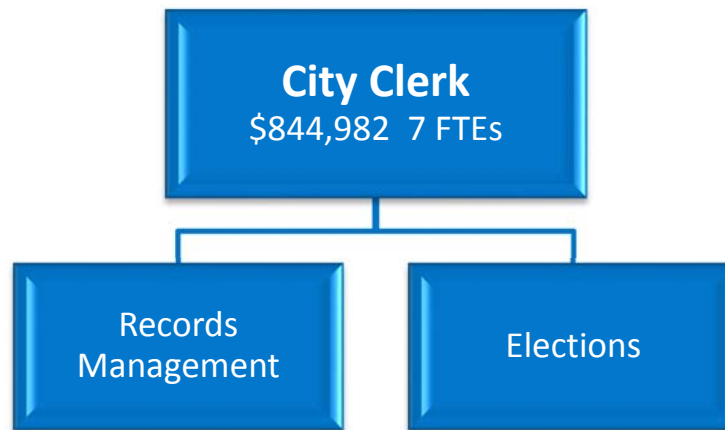 City Clerk
$844,982  7 FTEs
Records
Management
Elections